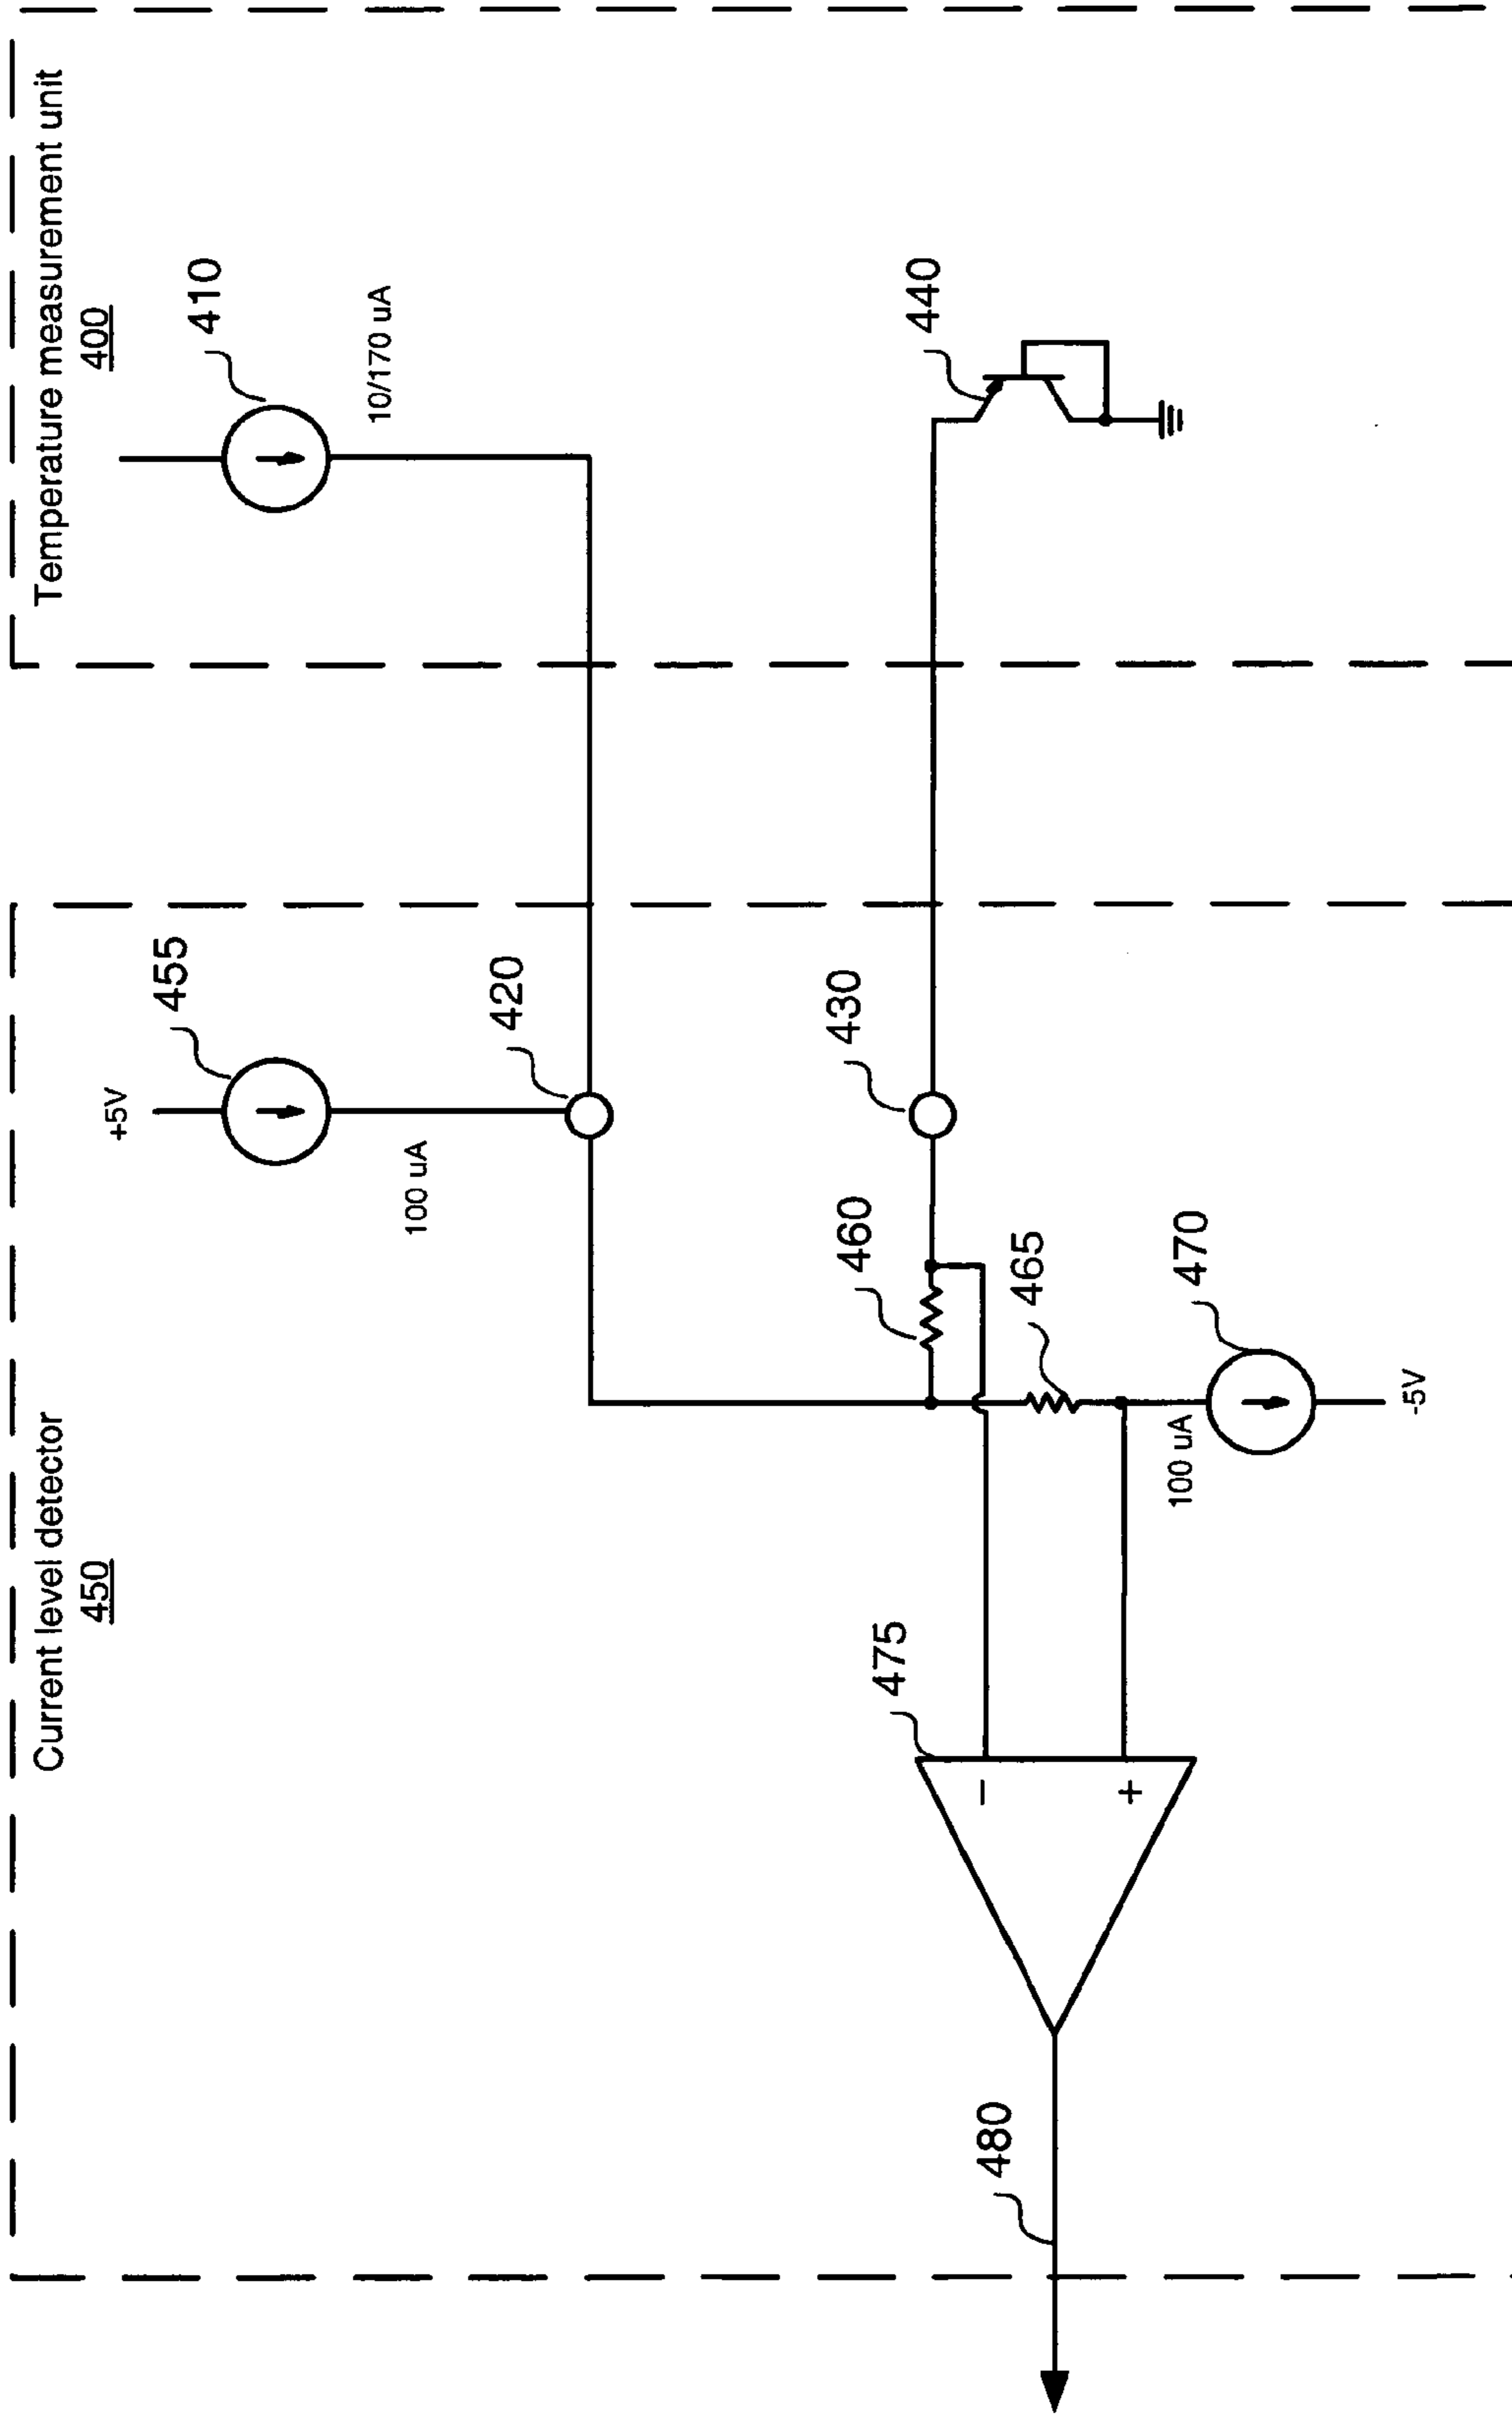 Temperature measurement unit
400
410
10/170 uA
440
Current level detector
450
+5V
455
100 uA
420
430
460
465
470
100 uA
-5V
475
−
+
480